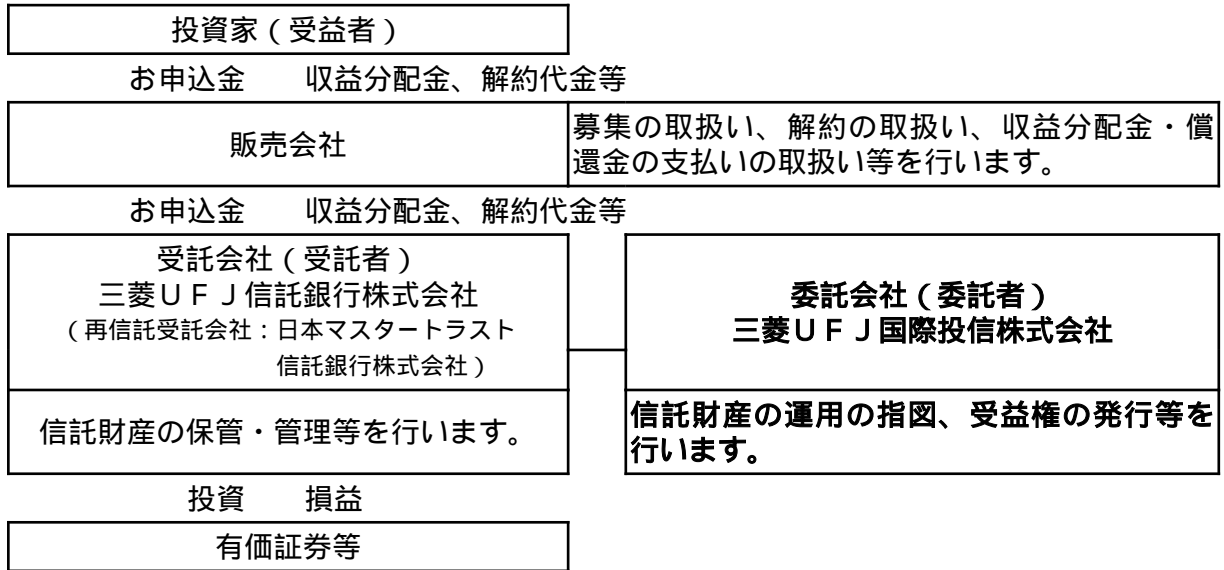 投資家（受益者）
お申込金　　収益分配金、解約代金等
販売会社
募集の取扱い、解約の取扱い、収益分配金・償
還金の支払いの取扱い等を行います。
お申込金　　収益分配金、解約代金等
受託会社（受託者）
三菱ＵＦＪ信託銀行株式会社
（再信託受託会社：日本マスタートラスト
信託銀行株式会社）
委託会社（委託者）
三菱ＵＦＪ国際投信株式会社
信託財産の保管・管理等を行います。
信託財産の運用の指図、受益権の発行等を
行います。
投資　　損益
有価証券等